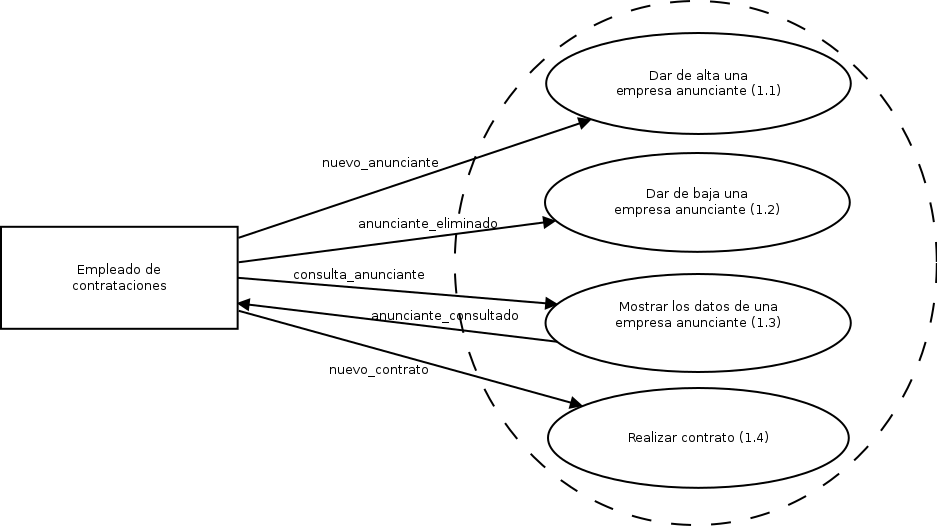 Dar de alta una
empresa anunciante (1.1)
nuevo_anunciante
Dar de baja una
empresa anunciante (1.2)
anunciante_eliminado
Empleado de
contrataciones
consulta_anunciante
Mostrar los datos de una
empresa anunciante (1.3)
anunciante_consultado
nuevo_contrato
Realizar contrato (1.4)